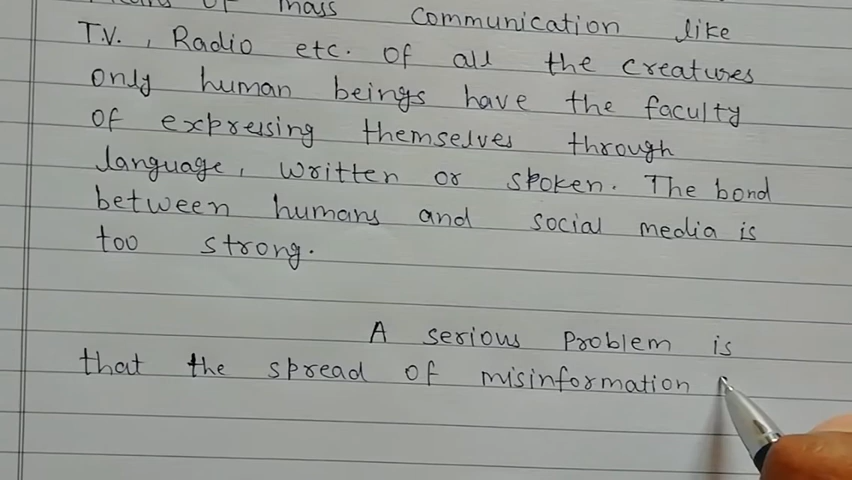 of mass communication like
T.V., Radio etc. Of all the creatures
only human beings have the faculty
of expressing themselves through
language, written or spoken. The bond
between humans and social media is
too strong.
A serious problem is
that the spread of misinformation